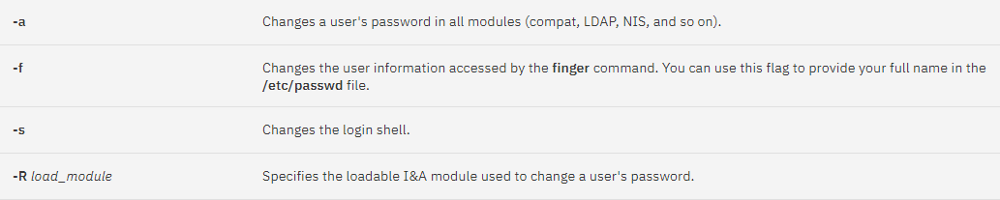 -a Changes a user's password in all modules (compat, LDAP, NIS, and so on).
-f Changes the user information accessed by the finger command. You can use this flag to provide your full name in the
/etc/passwd file.
-s Changes the login shell.
-R load_module Specifies the loadable I&A module used to change a user's password.